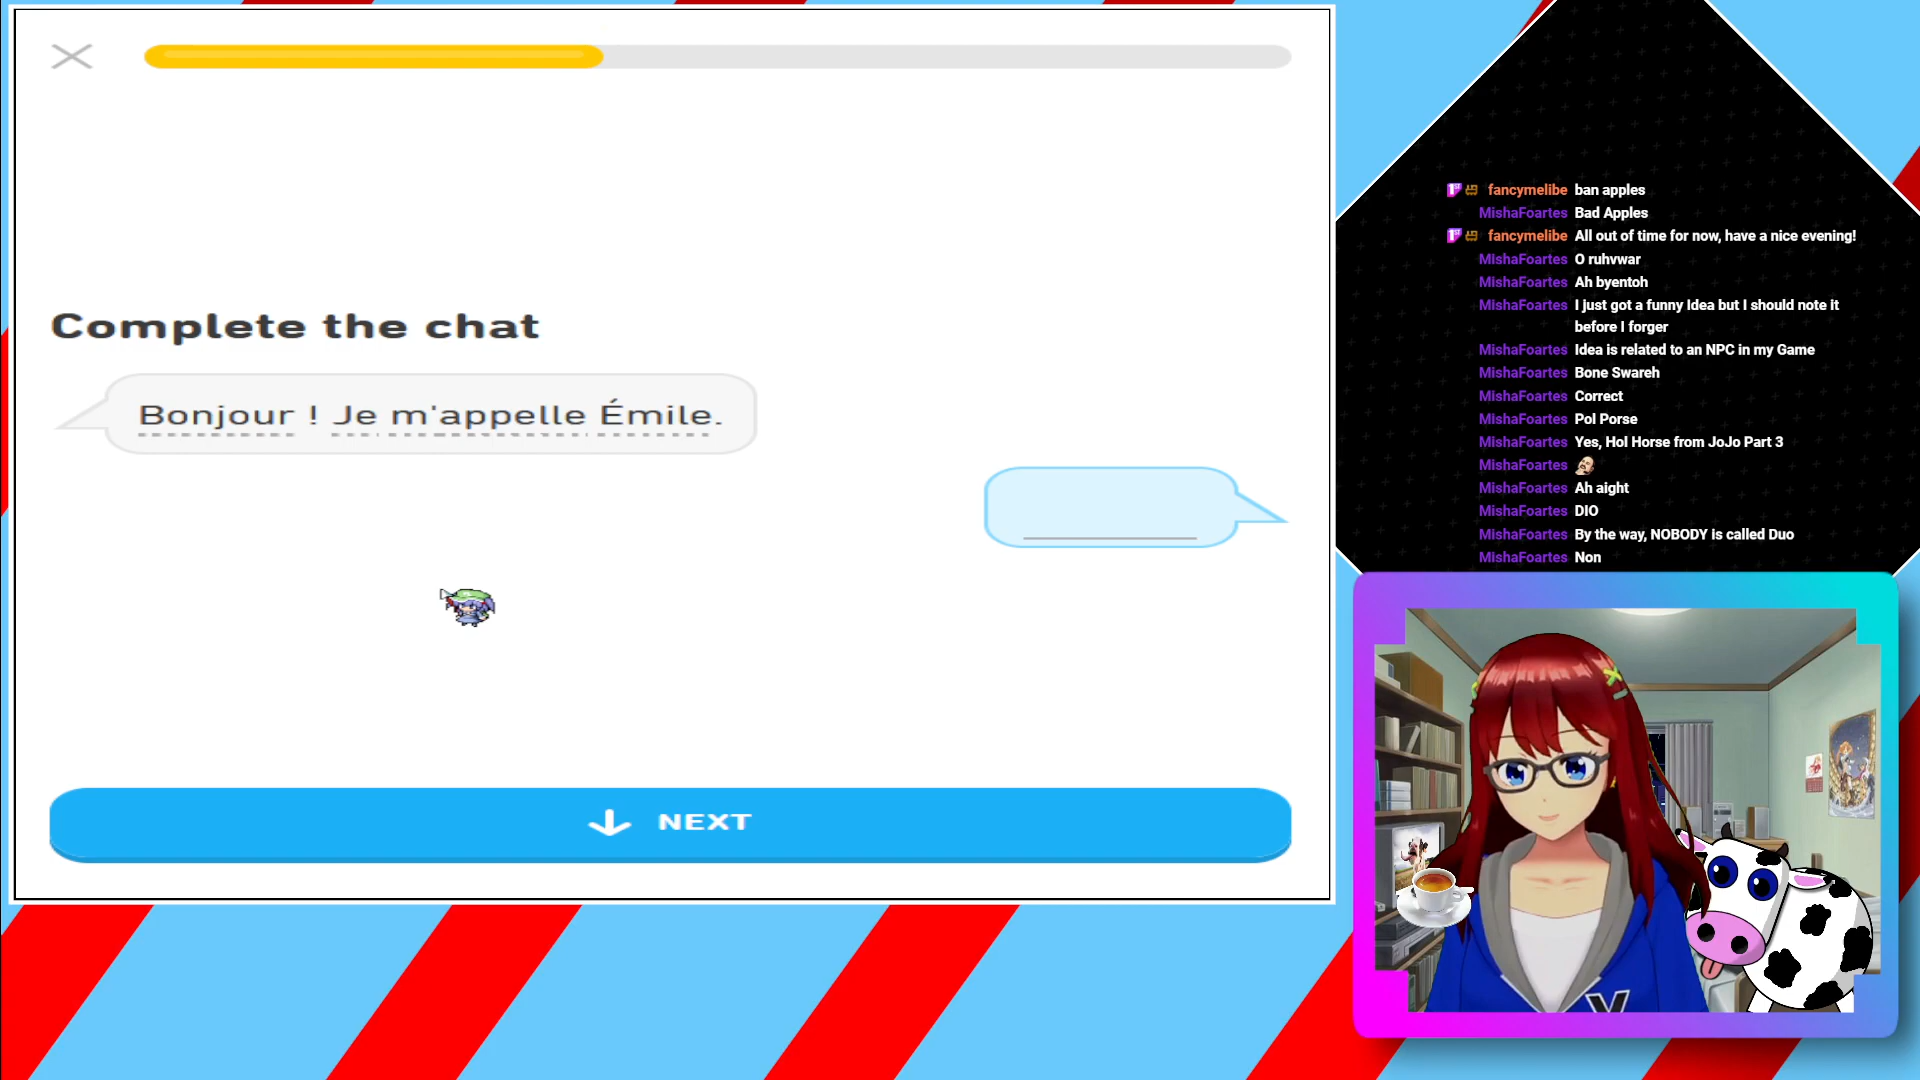 Complete the chat
Bonjour ! Je m'appelle Émile.
NEXT
fancymelibe ban apples
MishaFoartes Bad Apples
fancymelibe All out of time for now, have a nice evening!
MishaFoartes O ruhvwar
MishaFoartes Ah byentoh
MishaFoartes I just got a funny Idea but I should note it
before I forger
MishaFoartes Idea is related to an NPC in my Game
MishaFoartes Bone Swareh
MishaFoartes Correct
MishaFoartes Pol Porse
MishaFoartes Yes, Hol Horse from JoJo Part 3
MishaFoartes
MishaFoartes Ah aight
MishaFoartes DIO
MishaFoartes By the way, NOBODY is called Duo
MishaFoartes Non